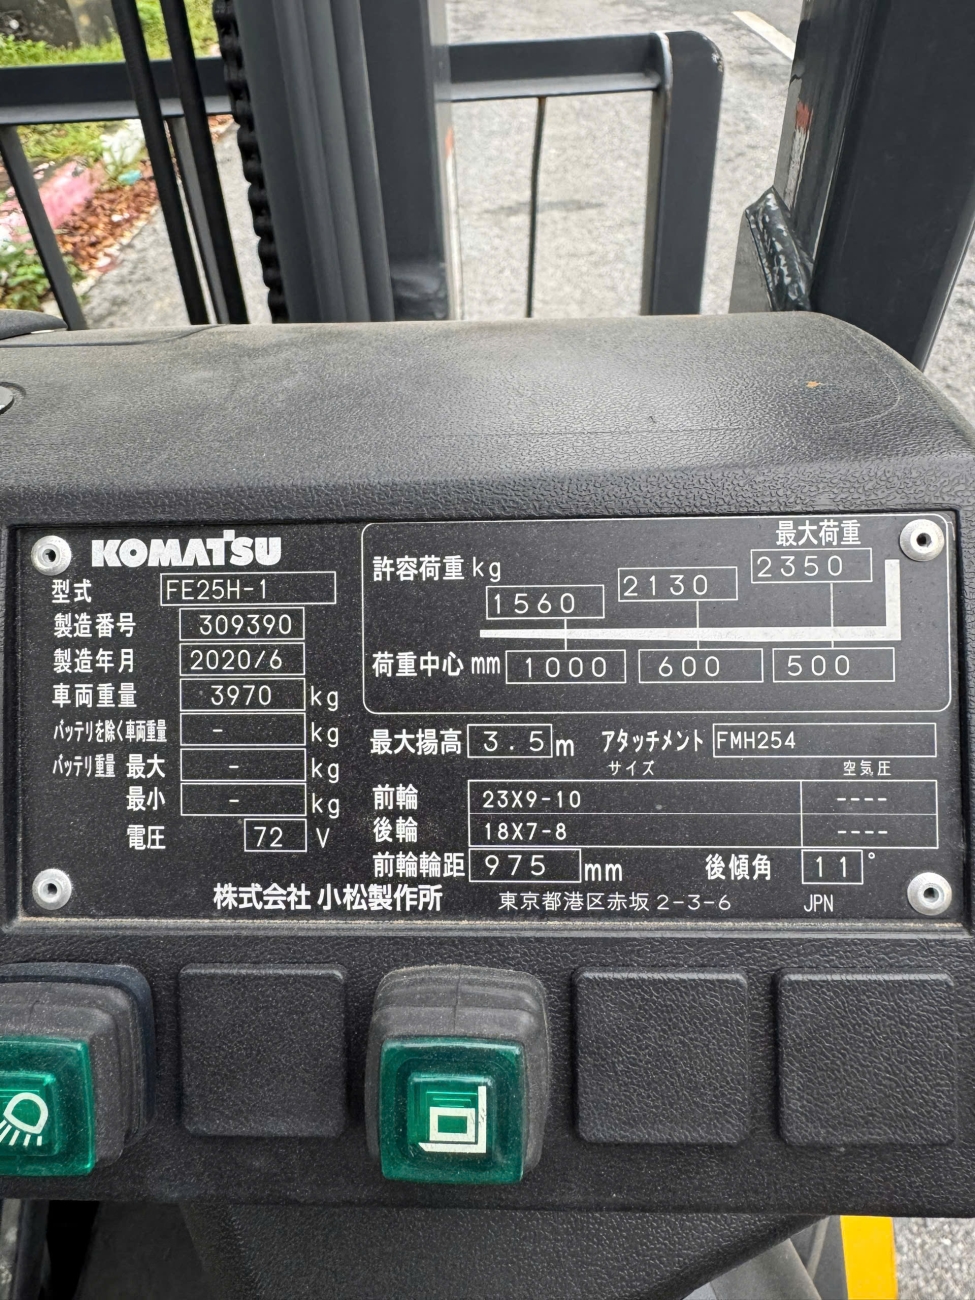 KOMATSU
型式 FE25H-1
製造番号 309390
製造年月 2020/6
車両重量 3970 kg
バッテリを除く車両重量 - kg
バッテリ重量 最大 - kg
最小 - kg
電圧 72 V
最大荷重
許容荷重 kg 1560 2130 2350
荷重中心 mm 1000 600 500
最大揚高 3.5 m アタッチメント FMH254
サイズ 空気圧
前輪 23X9-10 ----
後輪 18X7-8 ----
前輪輪距 975 mm 後傾角 11°
株式会社 小松製作所 東京都港区赤坂2-3-6 JPN